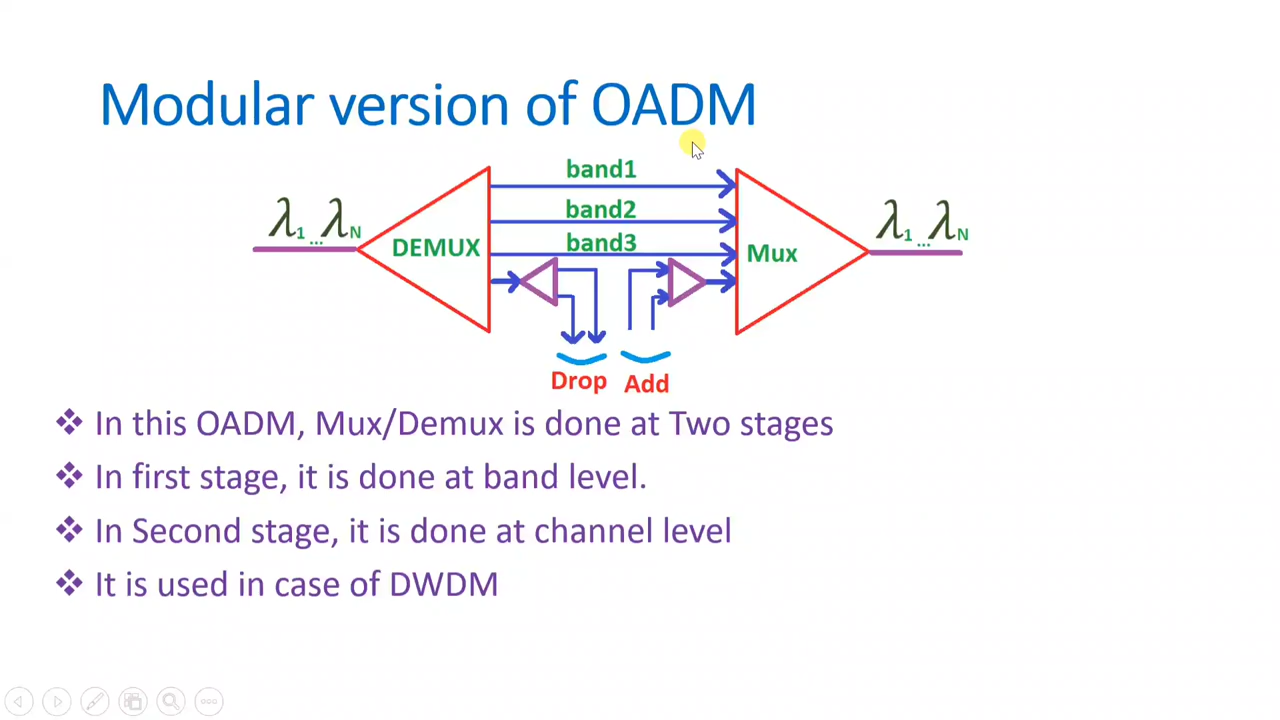 Modular version of OADM
band1
band2
band3
λ1...λN
DEMUX
Mux
λ1...λN
Drop Add
❖ In this OADM, Mux/Demux is done at Two stages
❖ In first stage, it is done at band level.
❖ In Second stage, it is done at channel level
❖ It is used in case of DWDM